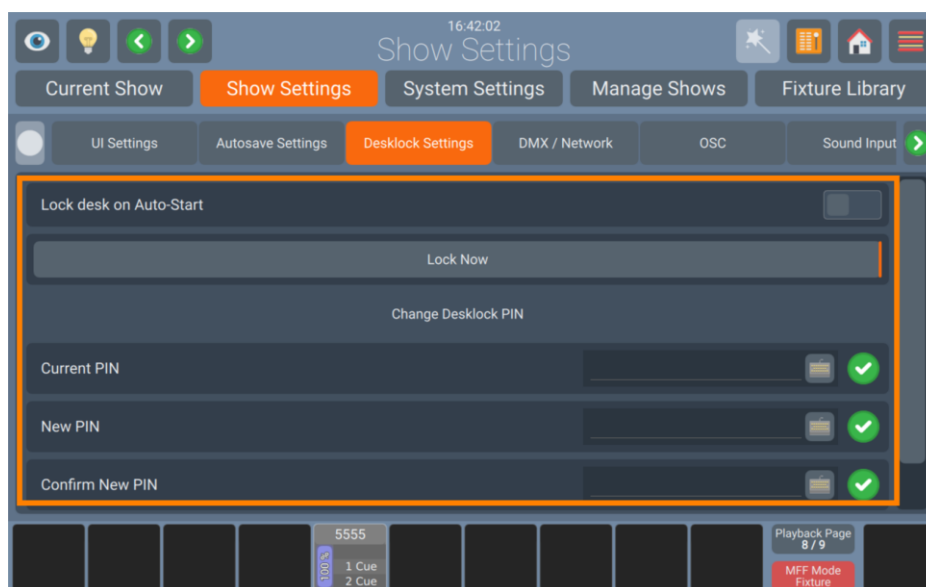 16:42:02
Show Settings
Current Show
Show Settings
System Settings
Manage Shows
Fixture Library
UI Settings
Autosave Settings
Desklock Settings
DMX / Network
OSC
Sound Input
Lock desk on Auto-Start
Lock Now
Change Desklock PIN
Current PIN
New PIN
Confirm New PIN
5555
100 %
1 Cue
2 Cue
Playback Page
8 / 9
MFF Mode
Fixture